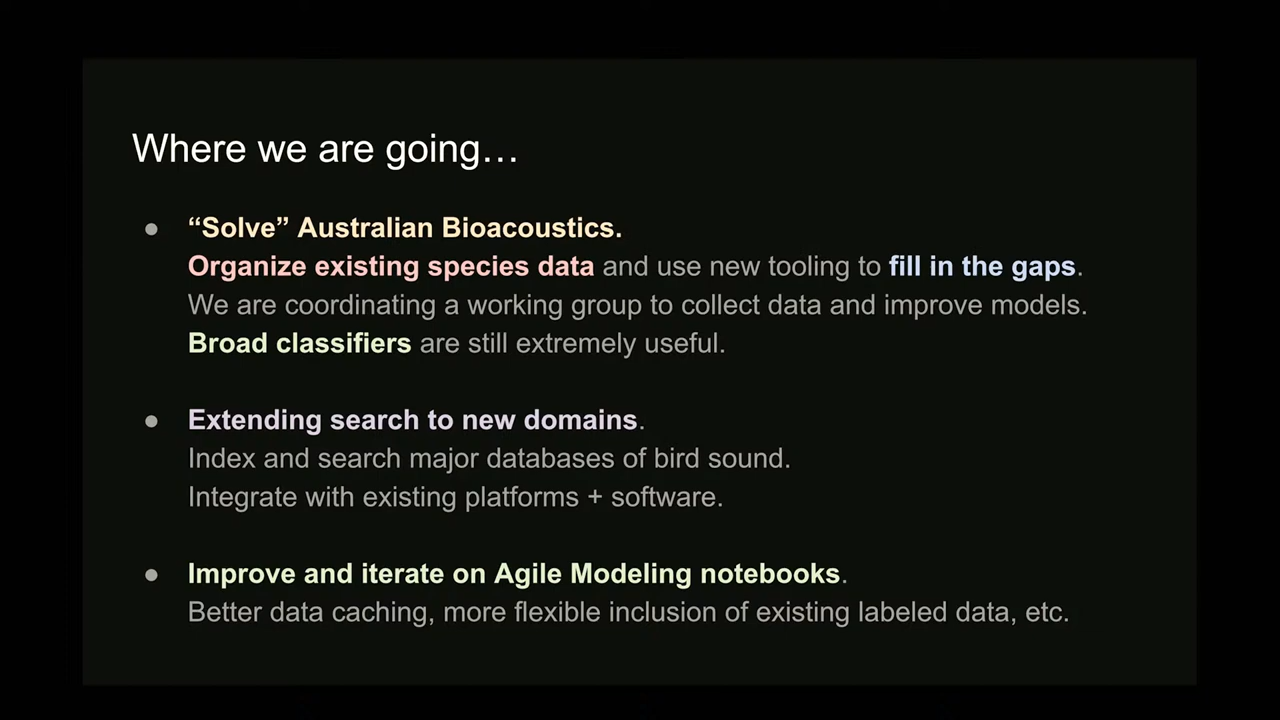 Where we are going…
● “Solve” Australian Bioacoustics.
Organize existing species data and use new tooling to fill in the gaps.
We are coordinating a working group to collect data and improve models.
Broad classifiers are still extremely useful.
● Extending search to new domains.
Index and search major databases of bird sound.
Integrate with existing platforms + software.
● Improve and iterate on Agile Modeling notebooks.
Better data caching, more flexible inclusion of existing labeled data, etc.